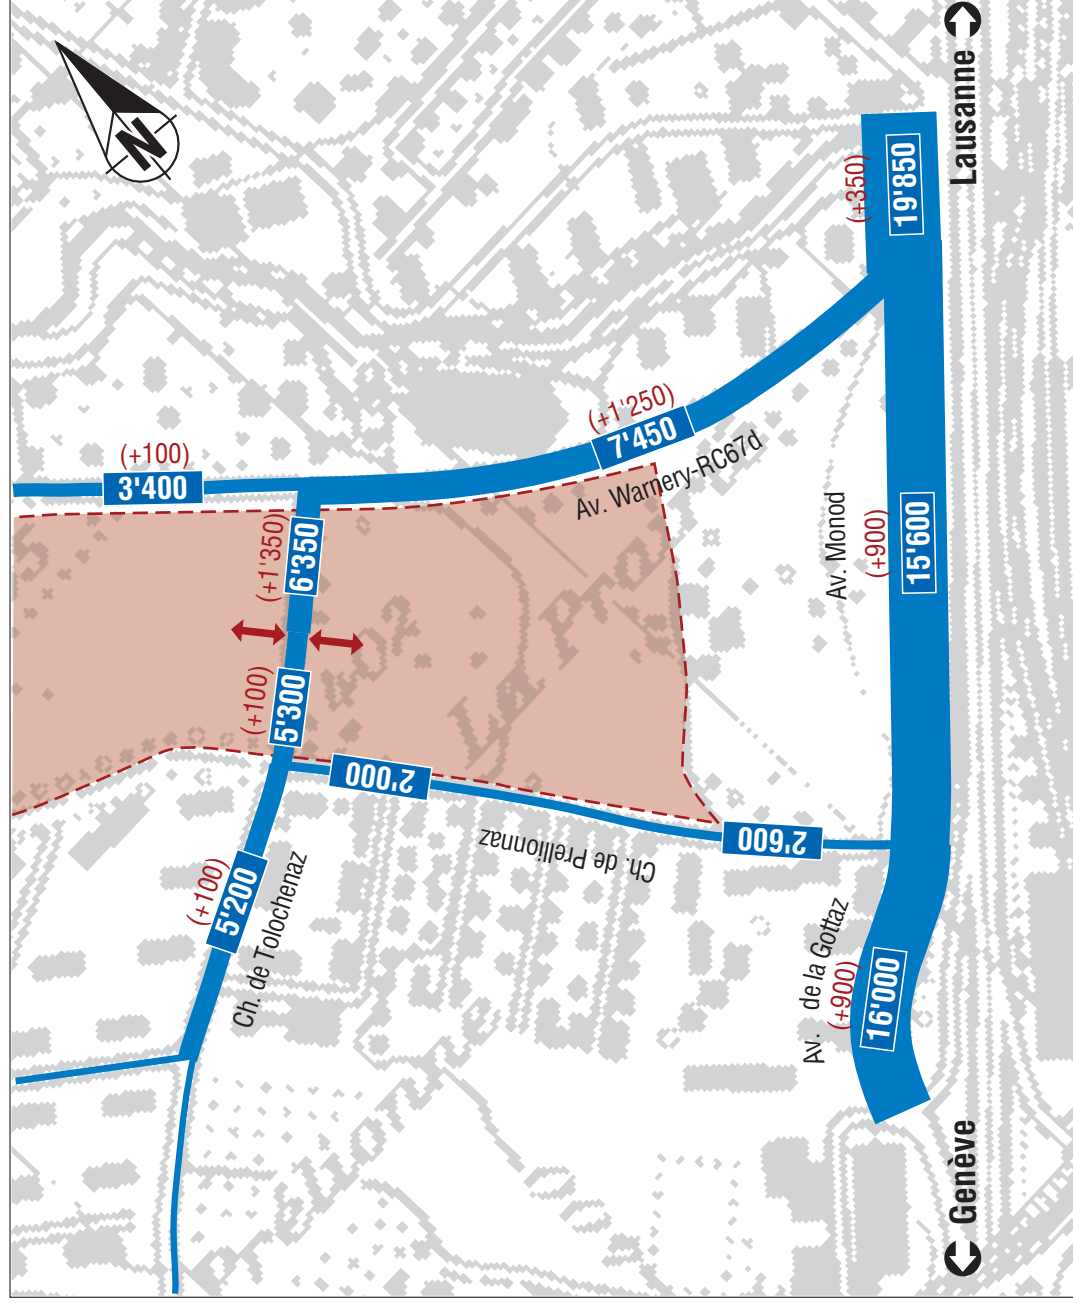 N
Lausanne
(+350)
19'850
(+1'250)
7'450
Av. Warnery-RC67d
(+100)
3'400
(+1'350)
6'350
(+100)
5'300
Av. Monod
(+900)
15'600
2'000
Ch. de Prellionnaz
2'600
(+100)
5'200
Ch. de Tolochenaz
Av. de la Gottaz
(+900)
16'000
Genève
402